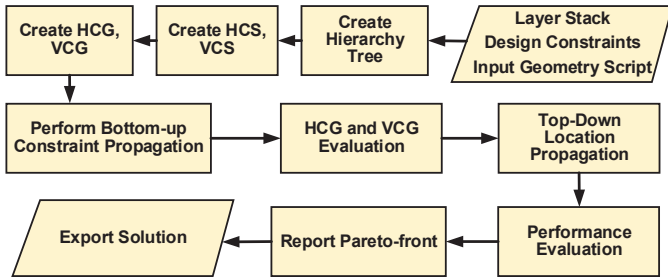 Create HCG,
VCG
Create HCS,
VCS
Create
Hierarchy
Tree
Layer Stack
Design Constraints
Input Geometry Script
Perform Bottom-up
Constraint Propagation
HCG and VCG
Evaluation
Top-Down
Location
Propagation
Export Solution
Report Pareto-front
Performance
Evaluation